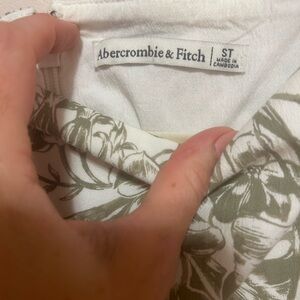 Abercrombie & Fitch
ST
MADE IN
CAMBODIA